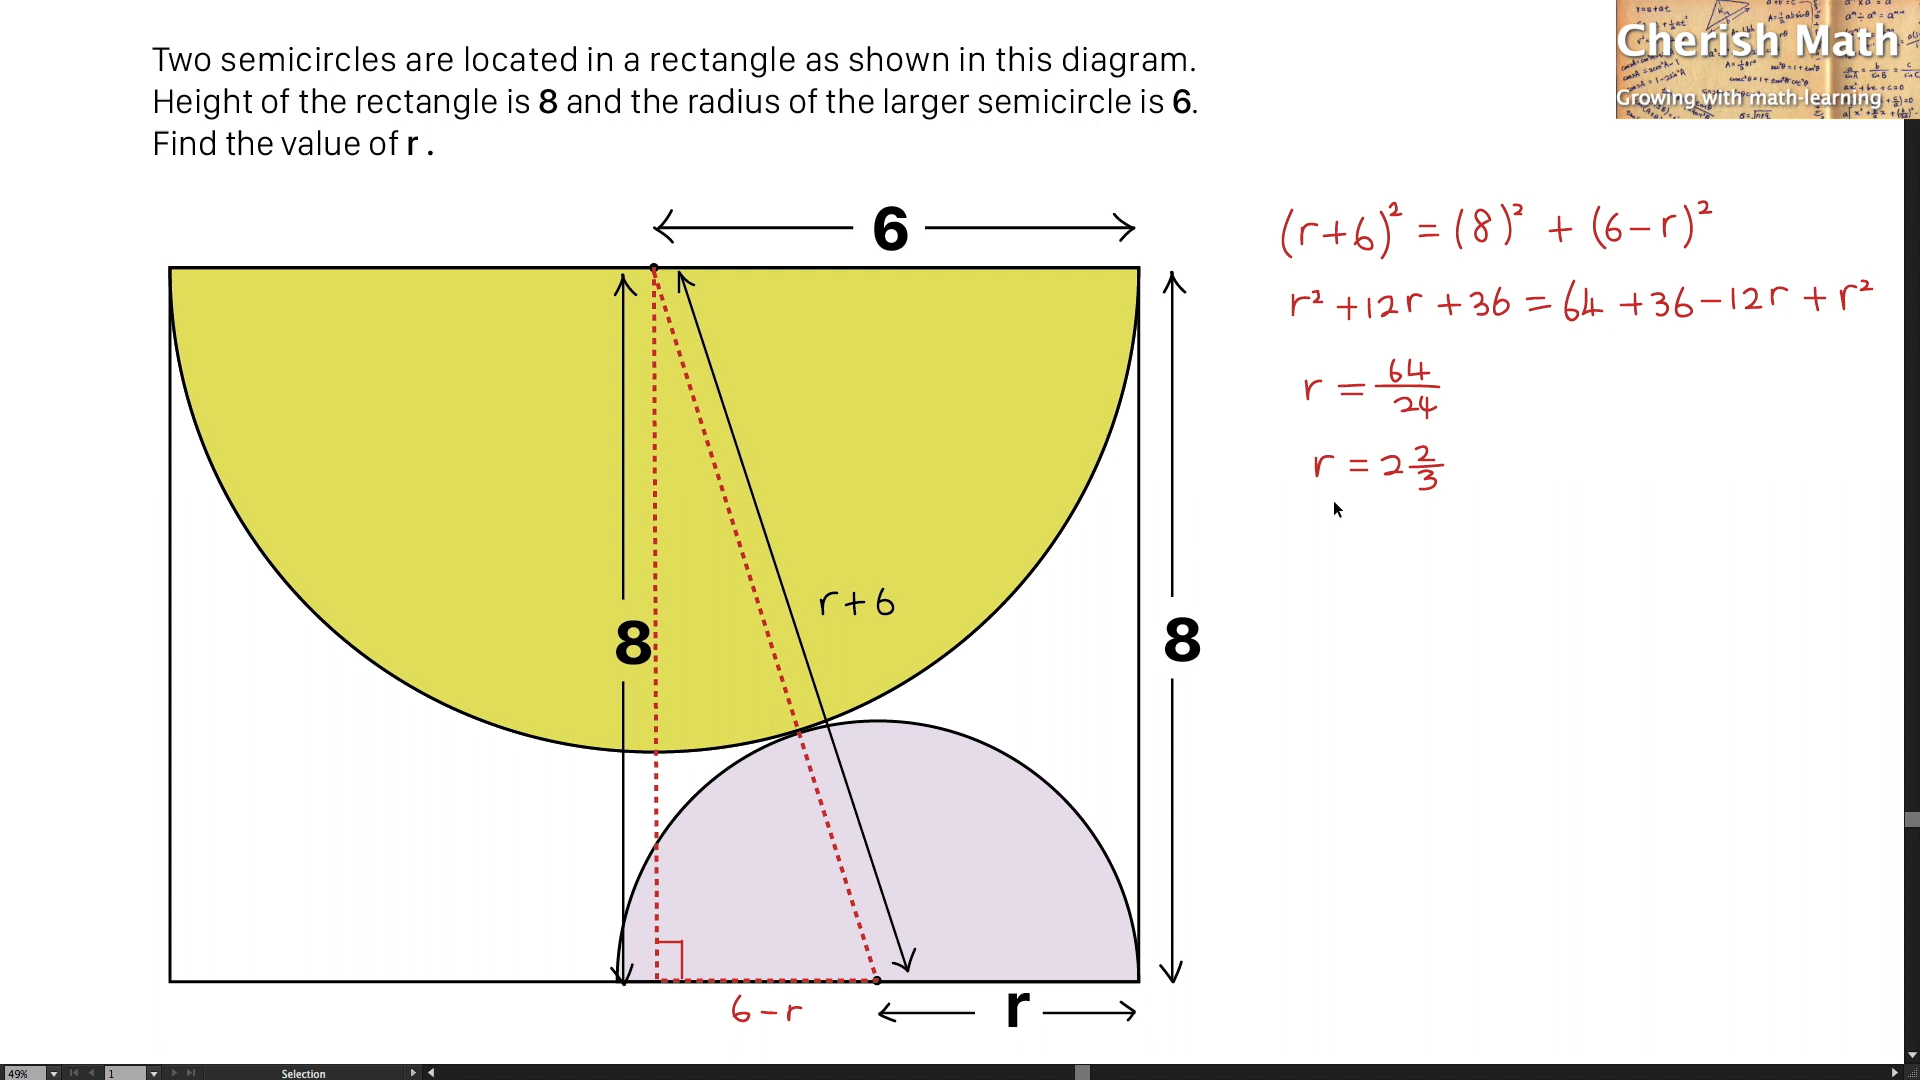 Two semicircles are located in a rectangle as shown in this diagram.
Height of the rectangle is 8 and the radius of the larger semicircle is 6.
Find the value of r .
Cherish Math
Growing with math-learning
6
(r+6)² = (8)² + (6-r)²
r² +12r +36 = 64 +36-12r + r²
r = 64/24
r = 2 2/3
r+6
8
8
6-r
r
49%
1
Selection